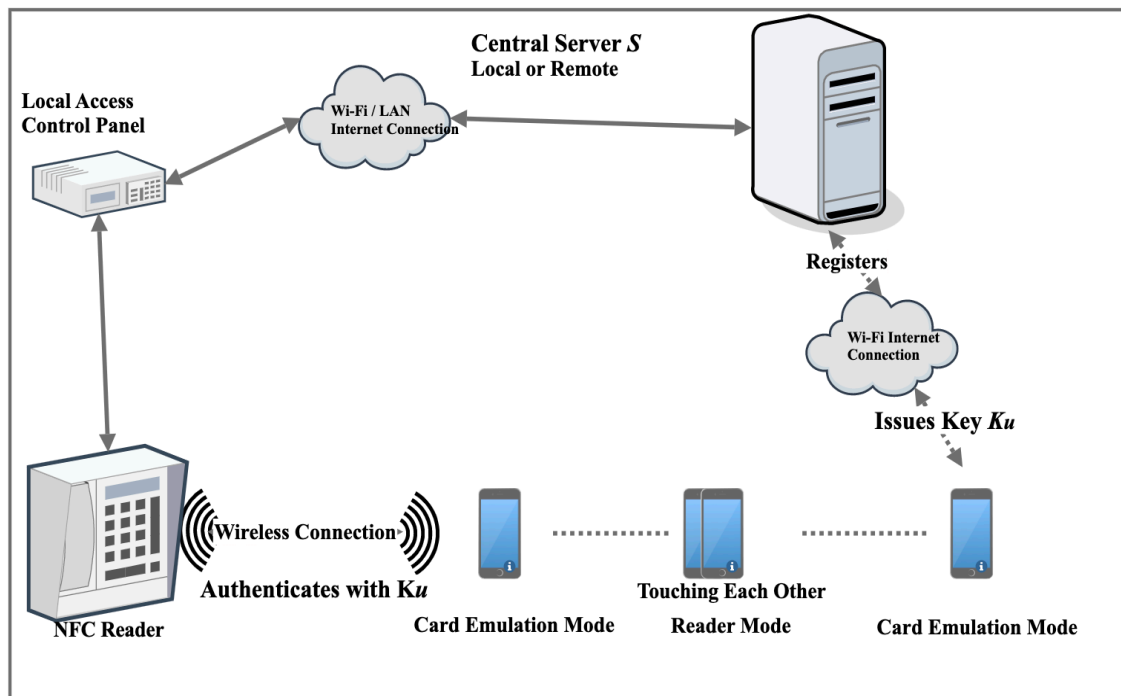 Central Server S
Local or Remote
Local Access
Control Panel
Wi-Fi / LAN
Internet Connection
Registers
Wi-Fi Internet
Connection
Issues Key Ku
Wireless Connection
Authenticates with Ku
NFC Reader
Card Emulation Mode
Touching Each Other
Reader Mode
Card Emulation Mode